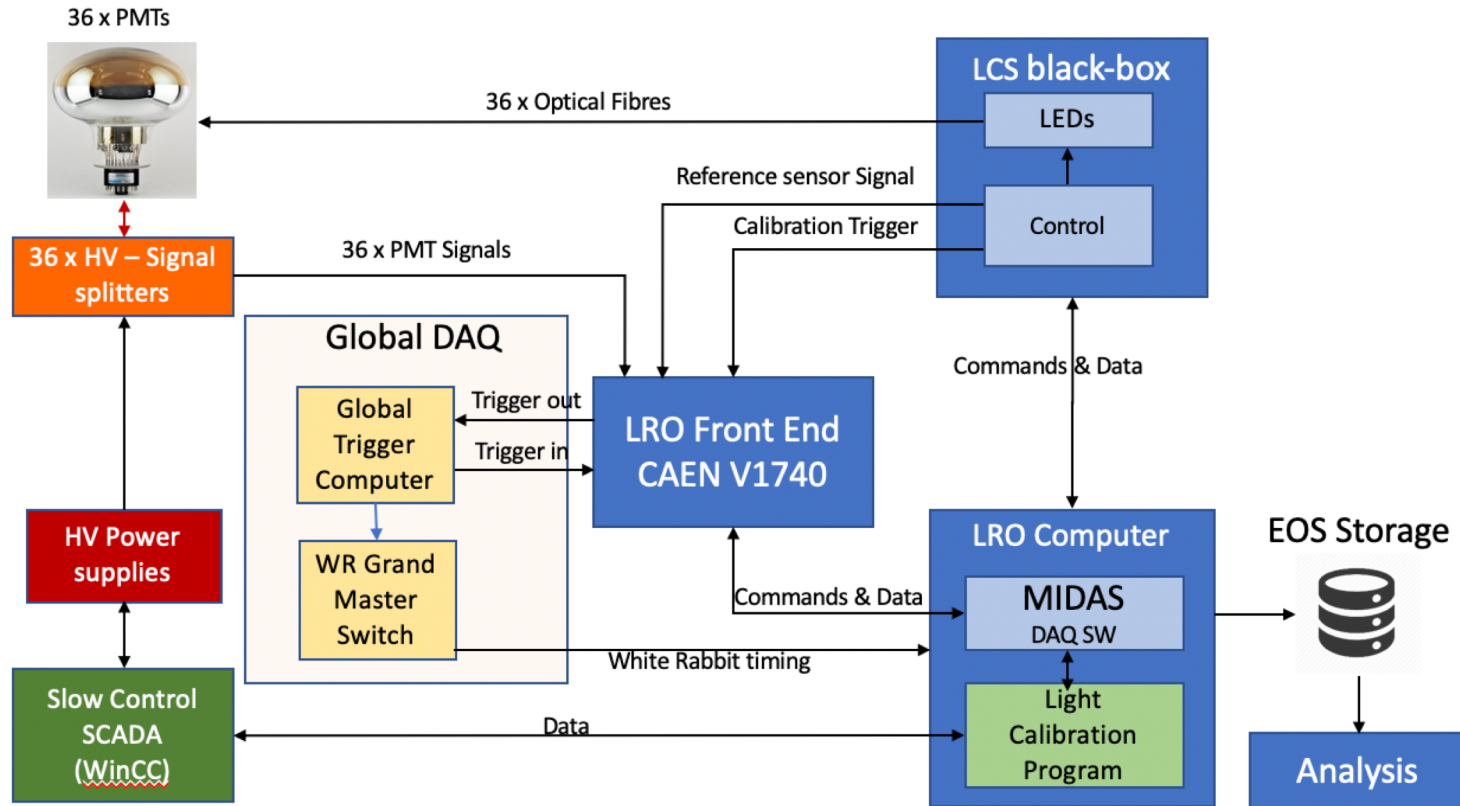 36 x PMTs
LCS black-box
36 x Optical Fibres
LEDs
Reference sensor Signal
Calibration Trigger
Control
36 x HV – Signal
splitters
36 x PMT Signals
Global DAQ
Commands & Data
Global
Trigger
Computer
Trigger out
Trigger in
LRO Front End
CAEN V1740
HV Power
supplies
WR Grand
Master
Switch
LRO Computer
EOS Storage
Commands & Data
MIDAS
DAQ SW
White Rabbit timing
Slow Control
SCADA
(WinCC)
Data
Light
Calibration
Program
Analysis